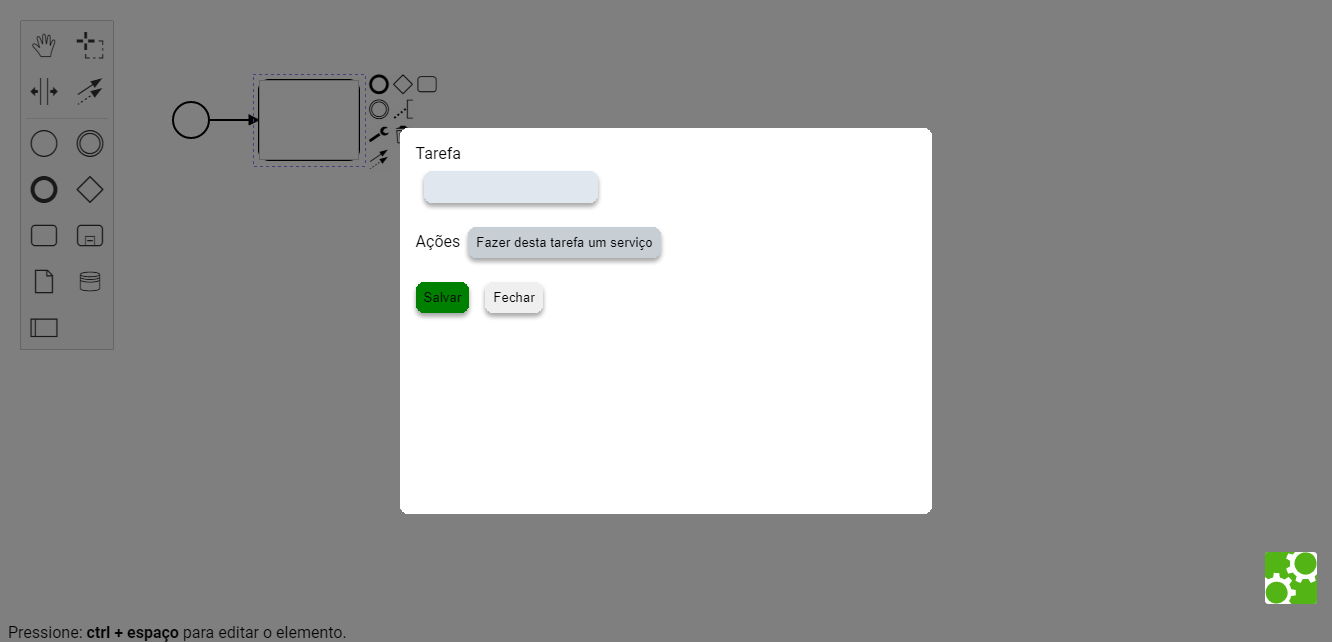 Tarefa
Ações Fazer desta tarefa um serviço
Salvar Fechar
Pressione: ctrl + espaço para editar o elemento.